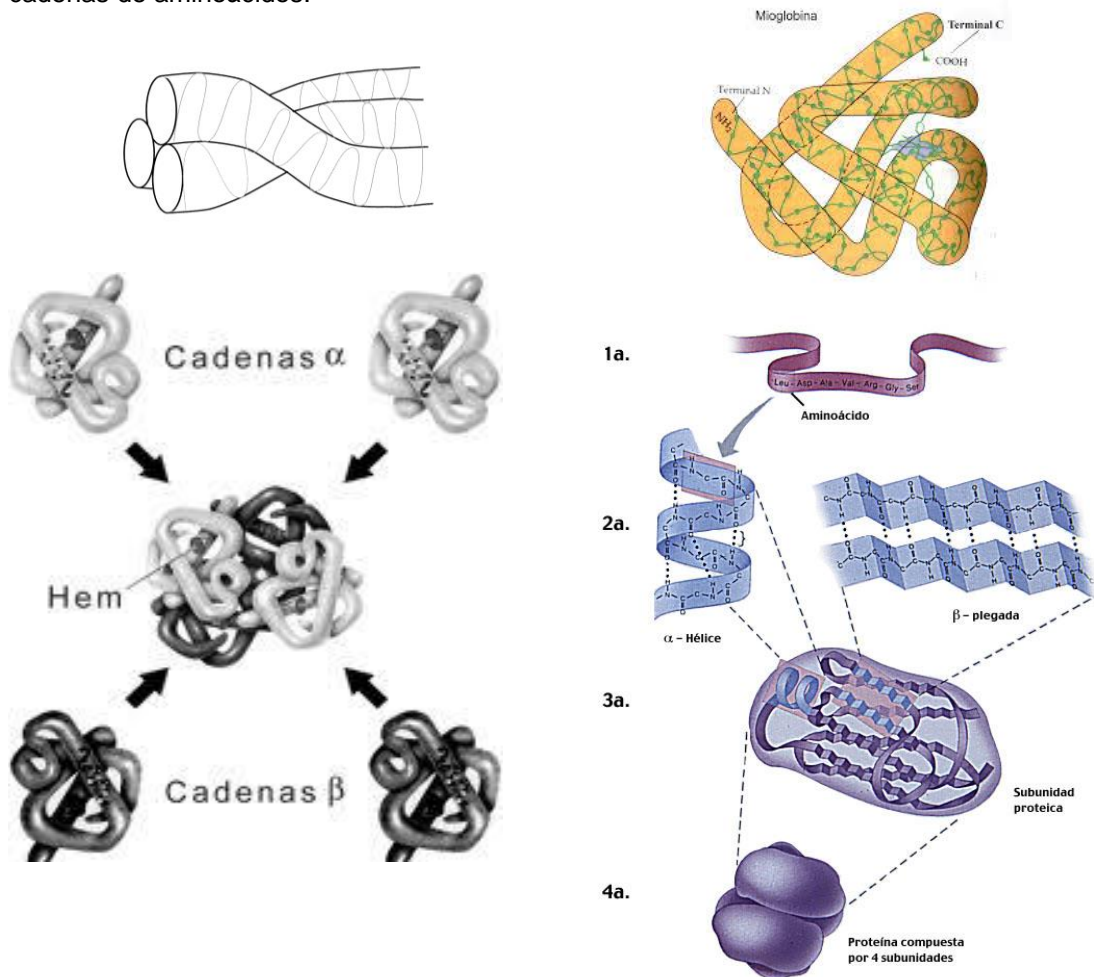 cadenas de aminoácidos.
Mioglobina
Terminal C
COOH
Terminal N
NH₂
Cadenas α
Hem
Cadenas β
1a.
Leu - Asp - Ala - Val - Arg - Gly - Ser
Aminoácido
2a.
α – Hélice
β – plegada
3a.
Subunidad
proteica
4a.
Proteína compuesta
por 4 subunidades